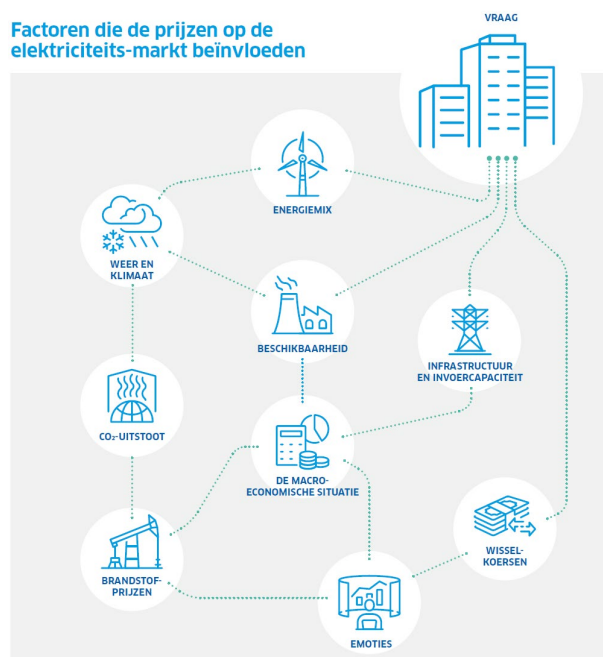 Factoren die de prijzen op de
elektriciteits-markt beïnvloeden
VRAAG
ENERGIEMIX
WEER EN
KLIMAAT
BESCHIKBAARHEID
INFRASTRUCTUUR
EN INVOERCAPACITEIT
CO₂-UITSTOOT
DE MACRO-
ECONOMISCHE SITUATIE
BRANDSTOF-
PRIJZEN
WISSEL-
KOERSEN
EMOTIES